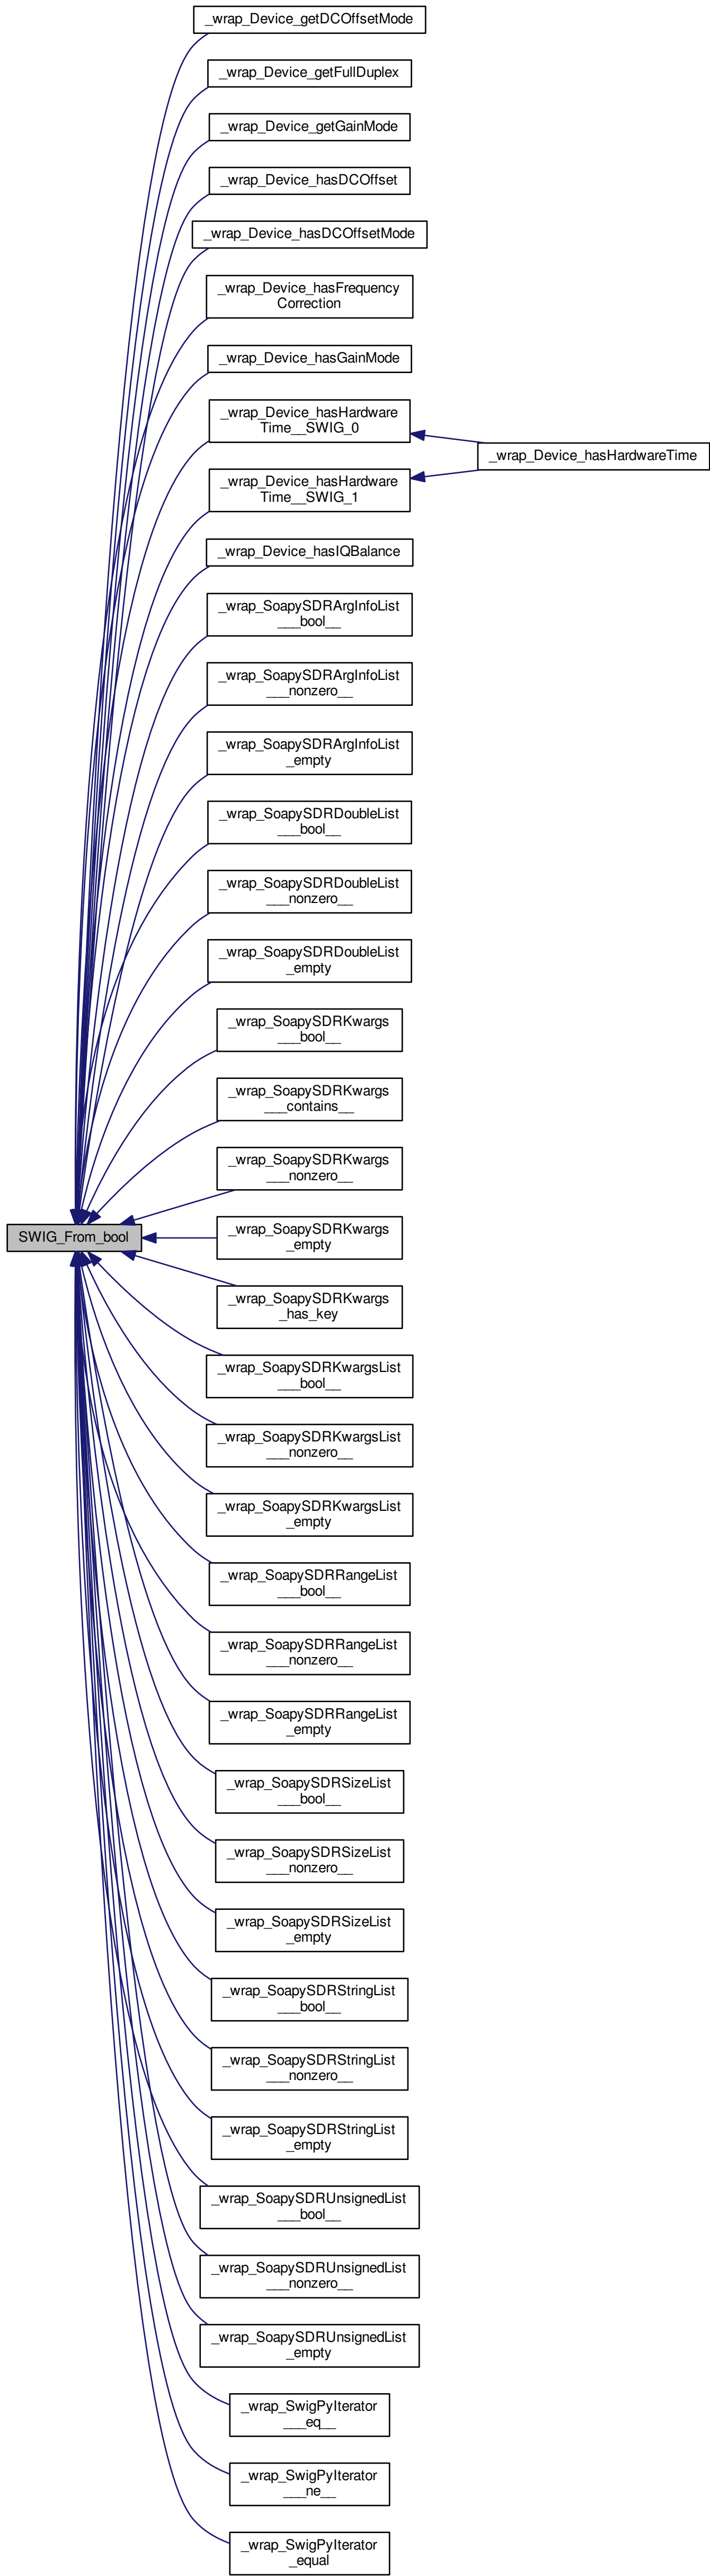 _wrap_Device_getDCOffsetMode
_wrap_Device_getFullDuplex
_wrap_Device_getGainMode
_wrap_Device_hasDCOffset
_wrap_Device_hasDCOffsetMode
_wrap_Device_hasFrequency
Correction
_wrap_Device_hasGainMode
_wrap_Device_hasHardware
Time__SWIG_0
_wrap_Device_hasHardwareTime
_wrap_Device_hasHardware
Time__SWIG_1
_wrap_Device_hasIQBalance
_wrap_SoapySDRArgInfoList
___bool__
_wrap_SoapySDRArgInfoList
___nonzero__
_wrap_SoapySDRArgInfoList
_empty
_wrap_SoapySDRDoubleList
___bool__
_wrap_SoapySDRDoubleList
___nonzero__
_wrap_SoapySDRDoubleList
_empty
_wrap_SoapySDRKwargs
___bool__
_wrap_SoapySDRKwargs
___contains__
_wrap_SoapySDRKwargs
___nonzero__
SWIG_From_bool
_wrap_SoapySDRKwargs
_empty
_wrap_SoapySDRKwargs
_has_key
_wrap_SoapySDRKwargsList
___bool__
_wrap_SoapySDRKwargsList
___nonzero__
_wrap_SoapySDRKwargsList
_empty
_wrap_SoapySDRRangeList
___bool__
_wrap_SoapySDRRangeList
___nonzero__
_wrap_SoapySDRRangeList
_empty
_wrap_SoapySDRSizeList
___bool__
_wrap_SoapySDRSizeList
___nonzero__
_wrap_SoapySDRSizeList
_empty
_wrap_SoapySDRStringList
___bool__
_wrap_SoapySDRStringList
___nonzero__
_wrap_SoapySDRStringList
_empty
_wrap_SoapySDRUnsignedList
___bool__
_wrap_SoapySDRUnsignedList
___nonzero__
_wrap_SoapySDRUnsignedList
_empty
_wrap_SwigPyIterator
___eq__
_wrap_SwigPyIterator
___ne__
_wrap_SwigPyIterator
_equal